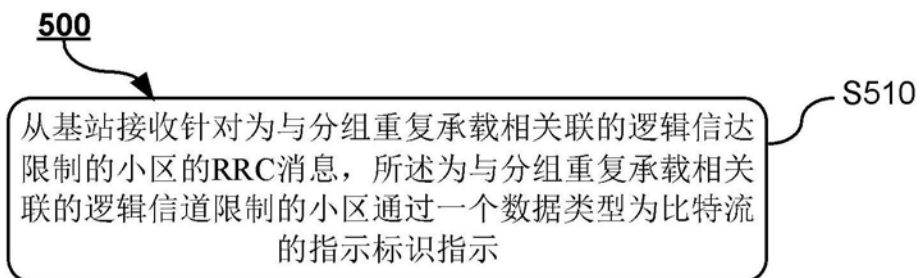 500
S510
从基站接收针对为与分组重复承载相关联的逻辑信达
限制的小区的RRC消息，所述为与分组重复承载相关
联的逻辑信道限制的小区通过一个数据类型为比特流
的指示标识指示